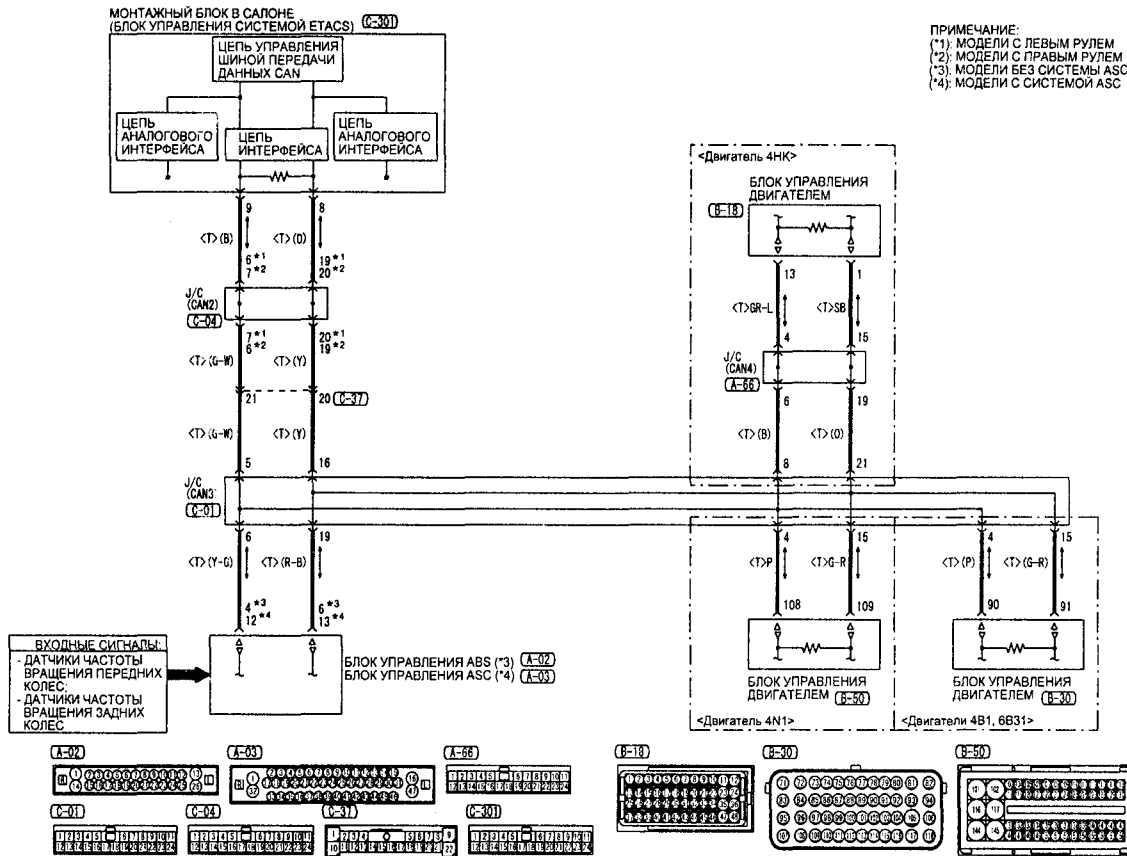 МОНТАЖНЫЙ БЛОК В САЛОНЕ
(БЛОК УПРАВЛЕНИЯ СИСТЕМОЙ ETACS) C-301
ЦЕПЬ УПРАВЛЕНИЯ
ШИНОЙ ПЕРЕДАЧИ
ДАННЫХ CAN
ЦЕПЬ
АНАЛОГОВОГО
ИНТЕРФЕЙСА
ЦЕПЬ
ИНТЕРФЕЙСА
ЦЕПЬ
АНАЛОГОВОГО
ИНТЕРФЕЙСА
ПРИМЕЧАНИЕ:
(*1): МОДЕЛИ С ЛЕВЫМ РУЛЕМ
(*2): МОДЕЛИ С ПРАВЫМ РУЛЕМ
(*3): МОДЕЛИ БЕЗ СИСТЕМЫ ASC
(*4): МОДЕЛИ С СИСТЕМОЙ ASC
9 8
<T>(B) <T>(O)
6*1 19*1
7*2 20*2
J/C
(CAN2)
C-04
7*1 20*1
6*2 19*2
<T>(G-W) <T>(Y)
21 20 C-37
<T>(G-W) <T>(Y)
5 16
J/C
(CAN3)
C-01
6 19
<T>(Y-G) <T>(R-B)
4*3 6*3
12*4 13*4
<Двигатель 4HK>
БЛОК УПРАВЛЕНИЯ
ДВИГАТЕЛЕМ
B-18
13 1
<T>GR-L <T>SB
4 15
J/C
(CAN4)
A-66
6 19
<T>(B) <T>(O)
8 21
4 15
<T>P <T>G-R
108 109
БЛОК УПРАВЛЕНИЯ
ДВИГАТЕЛЕМ B-50
<Двигатель 4N1>
4 15
<T>(P) <T>(G-R)
90 91
БЛОК УПРАВЛЕНИЯ
ДВИГАТЕЛЕМ B-30
<Двигатели 4B1, 6B31>
ВХОДНЫЕ СИГНАЛЫ:
- ДАТЧИКИ ЧАСТОТЫ
ВРАЩЕНИЯ ПЕРЕДНИХ
КОЛЕС;
- ДАТЧИКИ ЧАСТОТЫ
ВРАЩЕНИЯ ЗАДНИХ
КОЛЕС
БЛОК УПРАВЛЕНИЯ ABS (*3) A-02
БЛОК УПРАВЛЕНИЯ ASC (*4) A-03
A-02 A-03 A-66 B-18 B-30 B-50
C-01 C-04 C-37 C-301